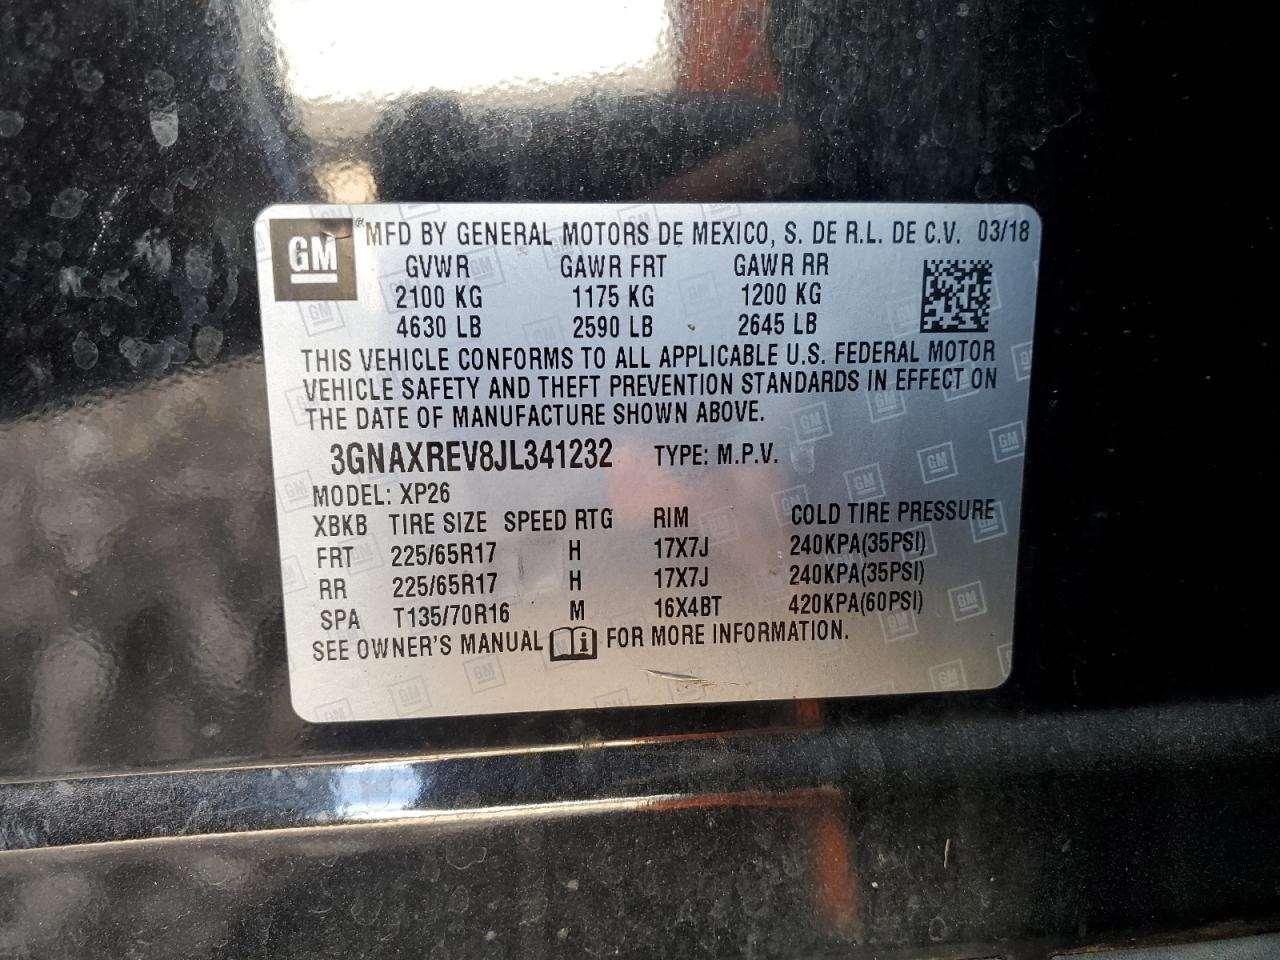 GM ® MFD BY GENERAL MOTORS DE MEXICO, S. DE R.L. DE C.V. 03/18
GVWR GAWR FRT GAWR RR
2100 KG 1175 KG 1200 KG
4630 LB 2590 LB 2645 LB
THIS VEHICLE CONFORMS TO ALL APPLICABLE U.S. FEDERAL MOTOR
VEHICLE SAFETY AND THEFT PREVENTION STANDARDS IN EFFECT ON
THE DATE OF MANUFACTURE SHOWN ABOVE.
3GNAXREV8JL341232 TYPE: M.P.V.
MODEL: XP26
XBKB TIRE SIZE SPEED RTG RIM COLD TIRE PRESSURE
FRT 225/65R17 H 17X7J 240KPA(35PSI)
RR 225/65R17 H 17X7J 240KPA(35PSI)
SPA T135/70R16 M 16X4BT 420KPA(60PSI)
SEE OWNER'S MANUAL i FOR MORE INFORMATION.